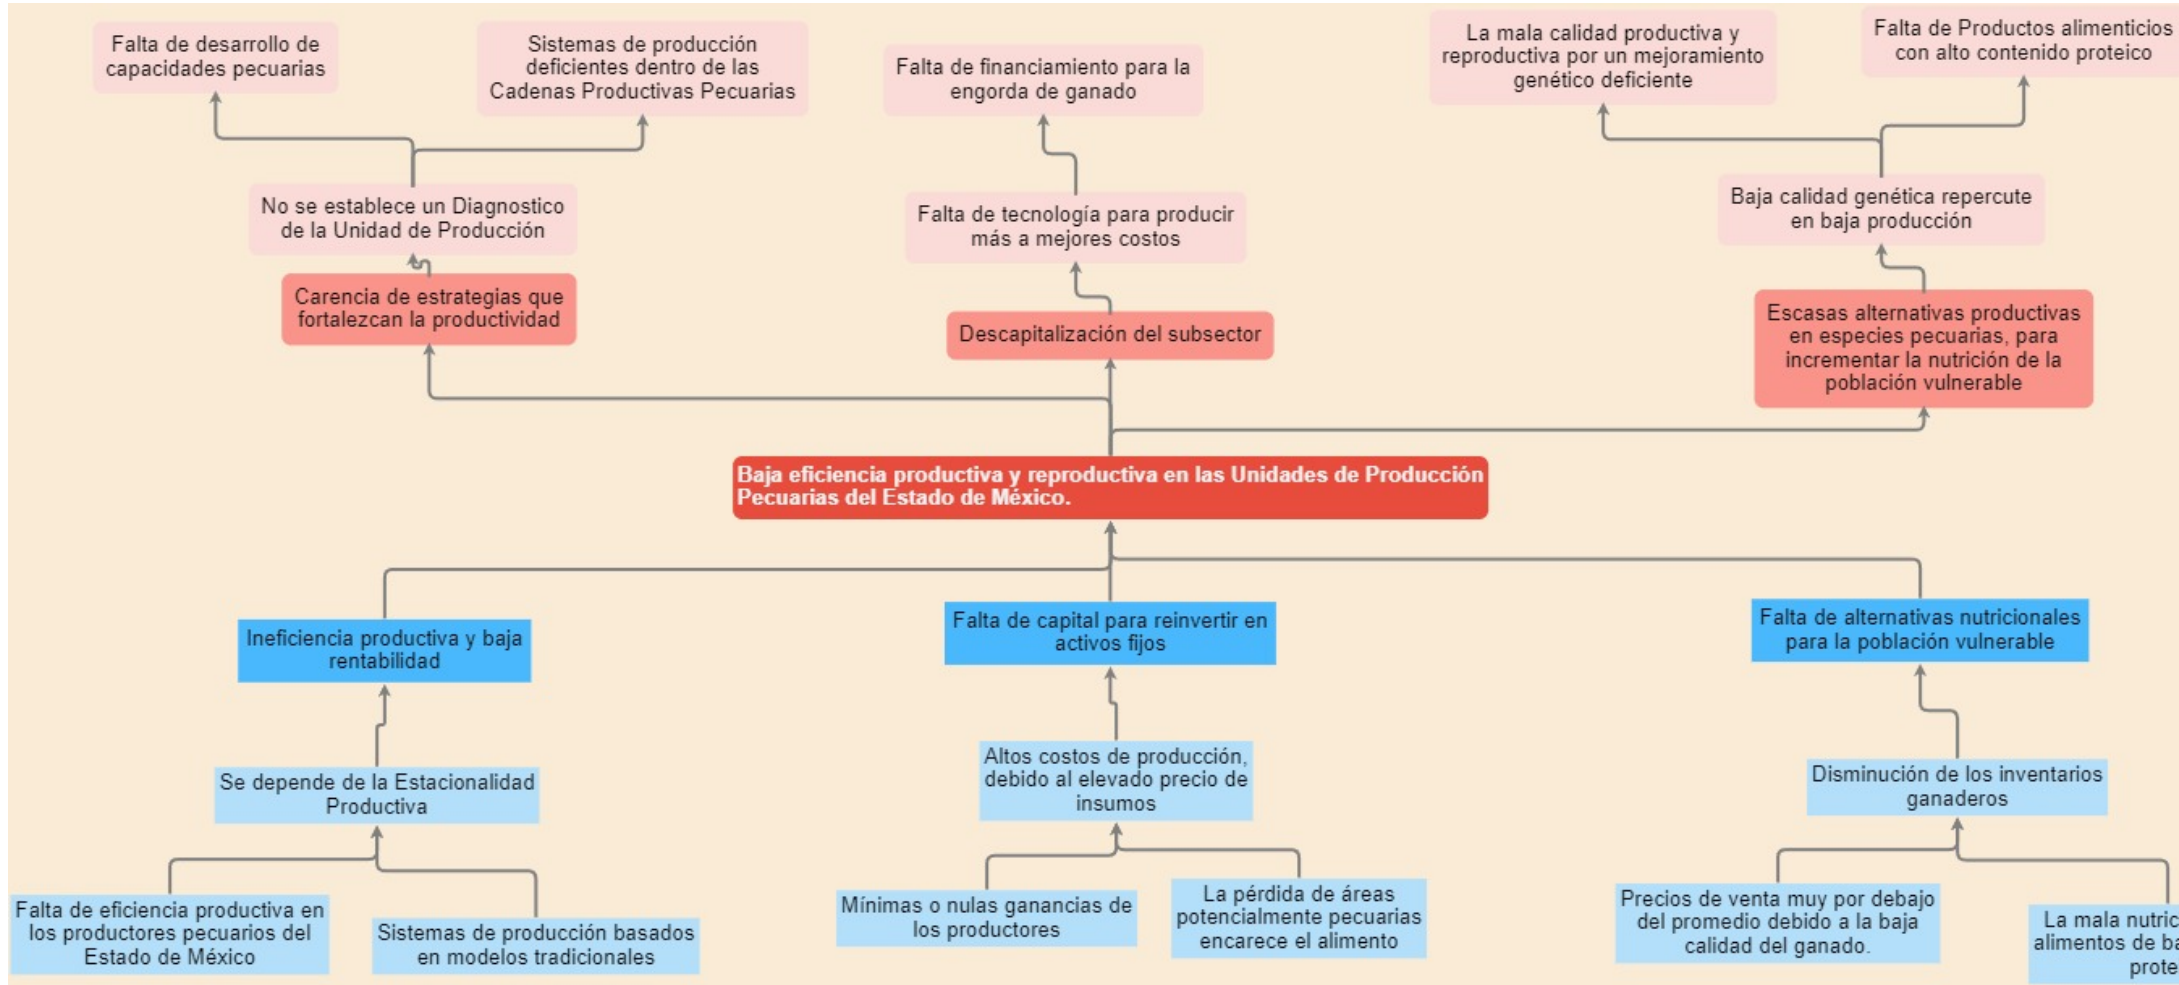 Falta de desarrollo de
capacidades pecuarias
Sistemas de producción
deficientes dentro de las
Cadenas Productivas Pecuarias
Falta de financiamiento para la
engorda de ganado
La mala calidad productiva y
reproductiva por un mejoramiento
genético deficiente
Falta de Productos alimenticios
con alto contenido proteico
No se establece un Diagnostico
de la Unidad de Producción
Falta de tecnología para producir
más a mejores costos
Baja calidad genética repercute
en baja producción
Carencia de estrategias que
fortalezcan la productividad
Descapitalización del subsector
Escasas alternativas productivas
en especies pecuarias, para
incrementar la nutrición de la
población vulnerable
Baja eficiencia productiva y reproductiva en las Unidades de Producción
Pecuarias del Estado de México.
Ineficiencia productiva y baja
rentabilidad
Falta de capital para reinvertir en
activos fijos
Falta de alternativas nutricionales
para la población vulnerable
Se depende de la Estacionalidad
Productiva
Altos costos de producción,
debido al elevado precio de
insumos
Disminución de los inventarios
ganaderos
Falta de eficiencia productiva en
los productores pecuarios del
Estado de México
Sistemas de producción basados
en modelos tradicionales
Mínimas o nulas ganancias de
los productores
La pérdida de áreas
potencialmente pecuarias
encarece el alimento
Precios de venta muy por debajo
del promedio debido a la baja
calidad del ganado.
La mala
alimentos de